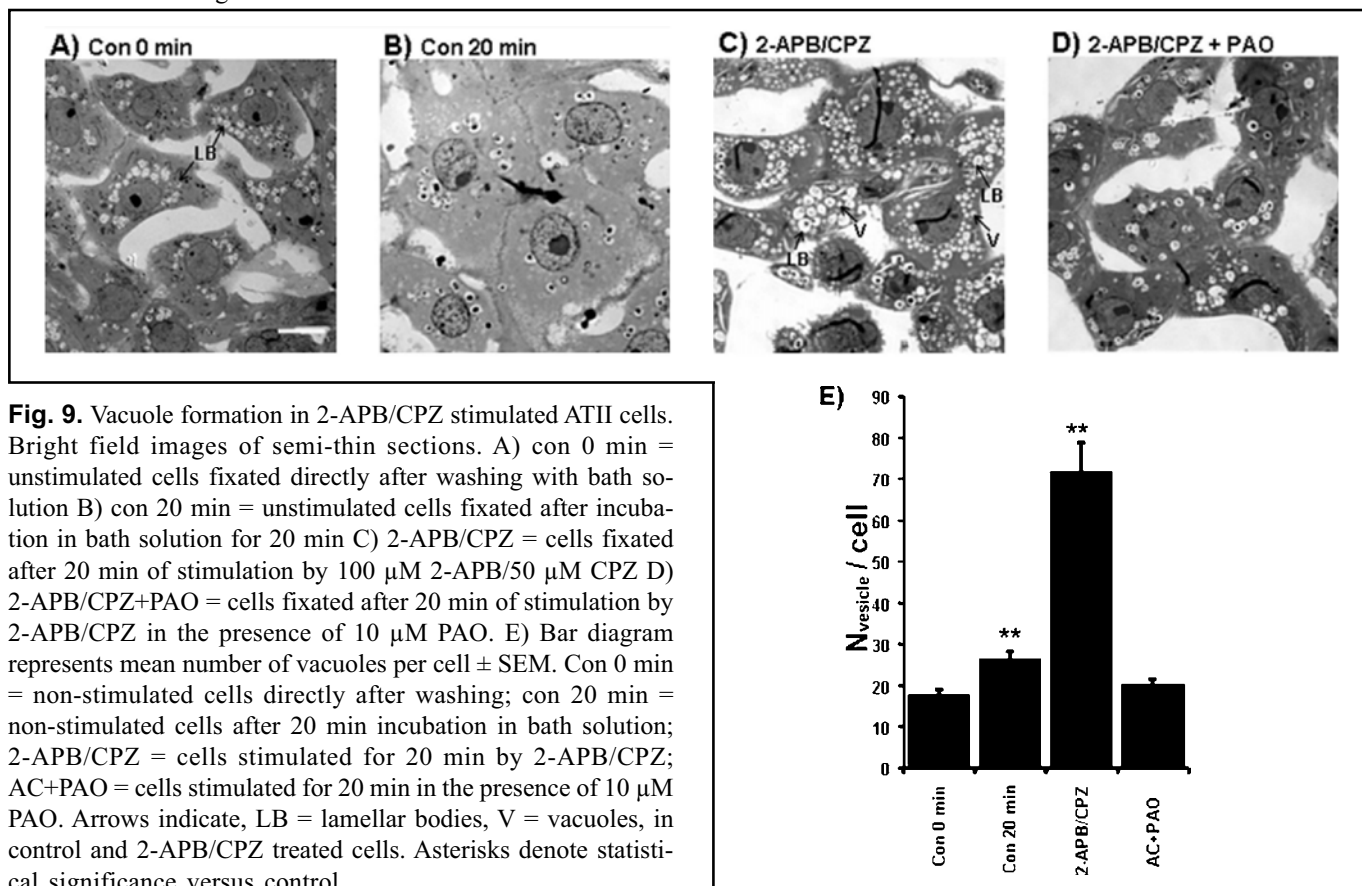 A) Con 0 min
B) Con 20 min
C) 2-APB/CPZ
D) 2-APB/CPZ + PAO
LB
LB
V
LB
V
Fig. 9. Vacuole formation in 2-APB/CPZ stimulated ATII cells.
Bright field images of semi-thin sections. A) con 0 min =
unstimulated cells fixated directly after washing with bath so-
lution B) con 20 min = unstimulated cells fixated after incuba-
tion in bath solution for 20 min C) 2-APB/CPZ = cells fixated
after 20 min of stimulation by 100 µM 2-APB/50 µM CPZ D)
2-APB/CPZ+PAO = cells fixated after 20 min of stimulation by
2-APB/CPZ in the presence of 10 µM PAO. E) Bar diagram
represents mean number of vacuoles per cell ± SEM. Con 0 min
= non-stimulated cells directly after washing; con 20 min =
non-stimulated cells after 20 min incubation in bath solution;
2-APB/CPZ = cells stimulated for 20 min by 2-APB/CPZ;
AC+PAO = cells stimulated for 20 min in the presence of 10 µM
PAO. Arrows indicate, LB = lamellar bodies, V = vacuoles, in
control and 2-APB/CPZ treated cells. Asterisks denote statisti-
cal significance versus control
E)
Nvesicle / cell
90
80
70
60
50
40
30
20
10
0
**
**
Con 0 min
Con 20 min
2-APB/CPZ
AC+PAO